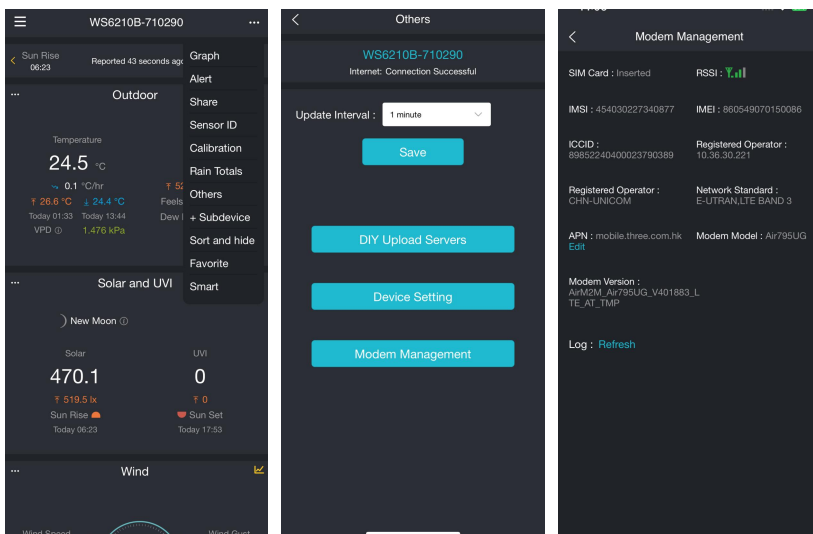 WS6210B-710290
Sun Rise
06:23
Reported 43 seconds ago
Graph
Alert
Share
Sensor ID
Calibration
Rain Totals
Others
+ Subdevice
Sort and hide
Favorite
Smart
Outdoor
Temperature
24.5 °C
0.1 °C/hr
26.6 °C 24.4 °C
Today 01:33 Today 13:44
VPD
1.476 kPa
52
Feels
Dew
Solar and UVI
New Moon
Solar
470.1
519.5 lx
Sun Rise
Today 06:23
UVI
0
0
Sun Set
Today 17:53
Wind
Wind Speed
Wind Gust
Others
WS6210B-710290
Internet: Connection Successful
Update Interval :
1 minute
Save
DIY Upload Servers
Device Setting
Modem Management
Modem Management
SIM Card : Inserted
RSSI :
IMSI : 454030227340877
IMEI : 860549070150086
ICCID :
89852240400023790389
Registered Operator :
10.36.30.221
Registered Operator :
CHN-UNICOM
Network Standard :
E-UTRAN,LTE BAND 3
APN : mobile.three.com.hk
Edit
Modem Model : Air795UG
Modem Version :
AirM2M_Air795UG_V401883_L
TE_AT_TMP
Log : Refresh